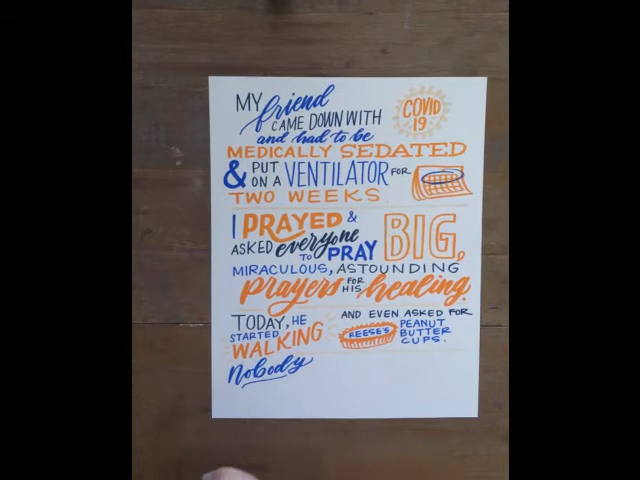 MY friend
CAME DOWN WITH
COVID
19
and had to be
MEDICALLY SEDATED
& PUT
ON A VENTILATOR FOR
TWO WEEKS
I PRAYED &
ASKED everyone
TO PRAY BIG,
MIRACULOUS, ASTOUNDING
prayers FOR HIS healing.
TODAY, HE
STARTED
WALKING
AND EVEN ASKED FOR
REESE'S PEANUT
BUTTER
CUPS.
Nobody